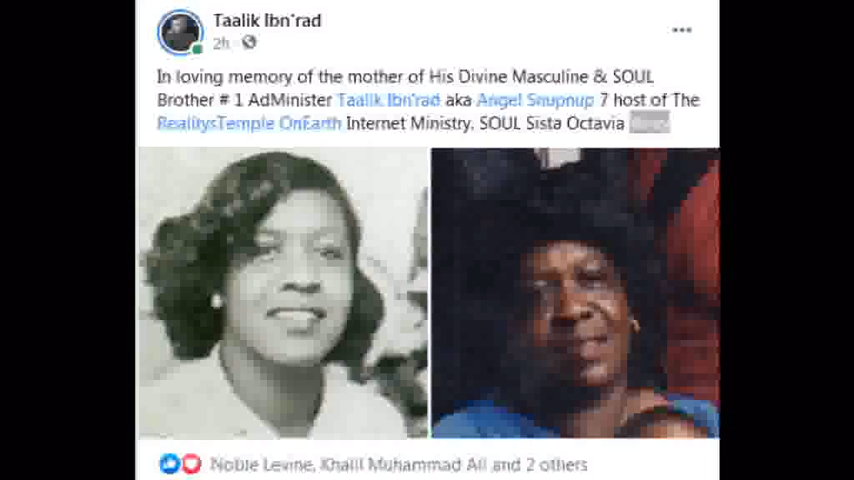 Taalik Ibn'rad
2h
In loving memory of the mother of His Divine Masculine & SOUL
Brother # 1 AdMinister Taalik Ibn'rad aka Angel Snupnup 7 host of The
RealitysTemple OnEarth Internet Ministry. SOUL Sista Octavia
Noble Levine, Khalil Muhammad Ali and 2 others